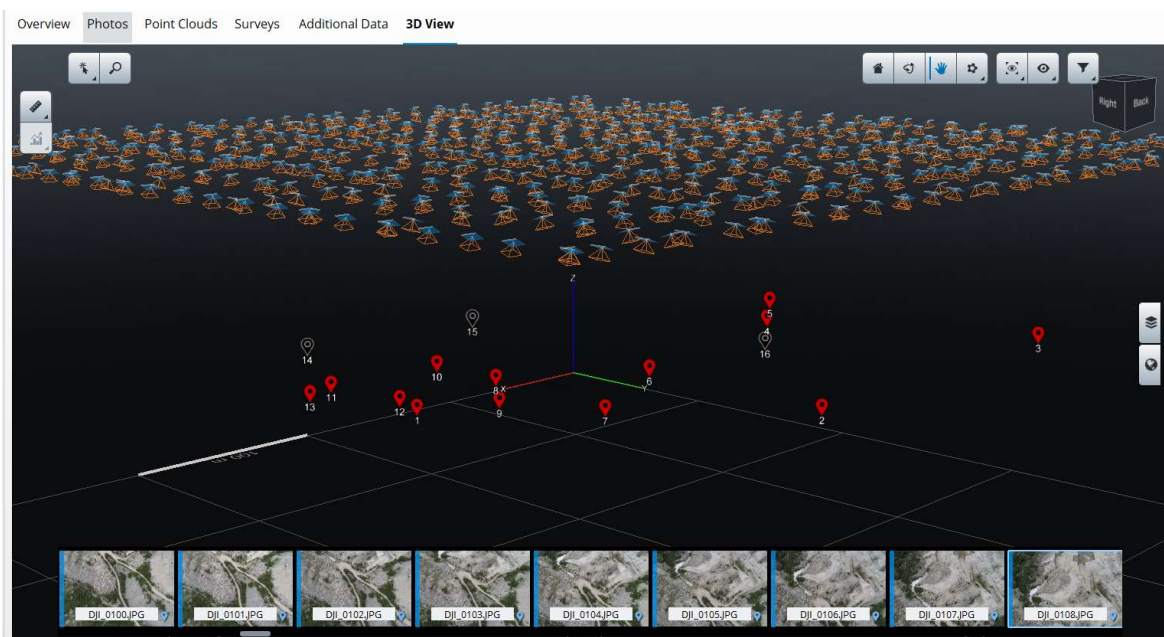 Overview Photos Point Clouds Surveys Additional Data 3D View
Right Back
Z
5
4
15
16
3
14
10
6
8 X
Y
13 11
12 1
9
7
2
100 m
DJI_0100.JPG DJI_0101.JPG DJI_0102.JPG DJI_0103.JPG DJI_0104.JPG DJI_0105.JPG DJI_0106.JPG DJI_0107.JPG DJI_0108.JPG